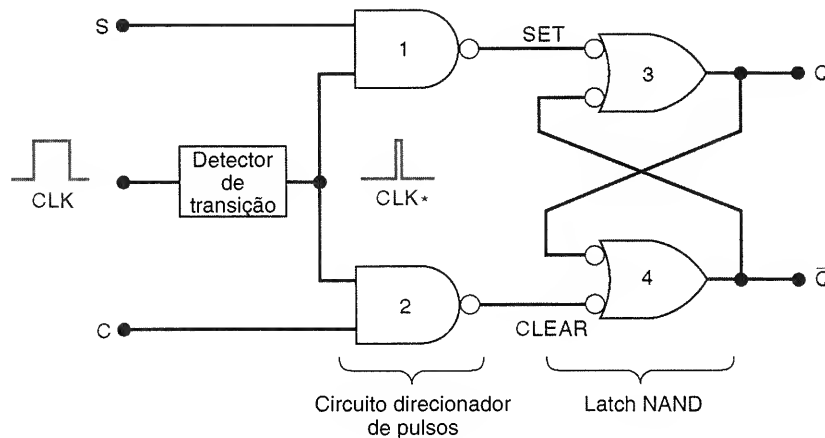 S
1
SET
3
Q
CLK
Detector
de
transição
CLK*
C
2
CLEAR
4
Q̅
Circuito direcionador
de pulsos
Latch NAND